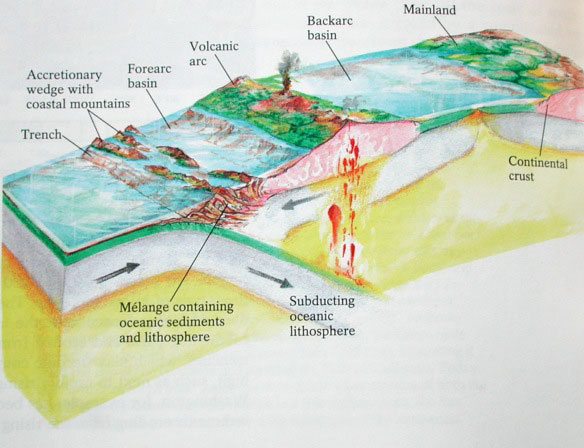 Mainland
Backarc
basin
Volcanic
arc
Forearc
basin
Accretionary
wedge with
coastal mountains
Trench
Continental
crust
Mélange containing
oceanic sediments
and lithosphere
Subducting
oceanic
lithosphere